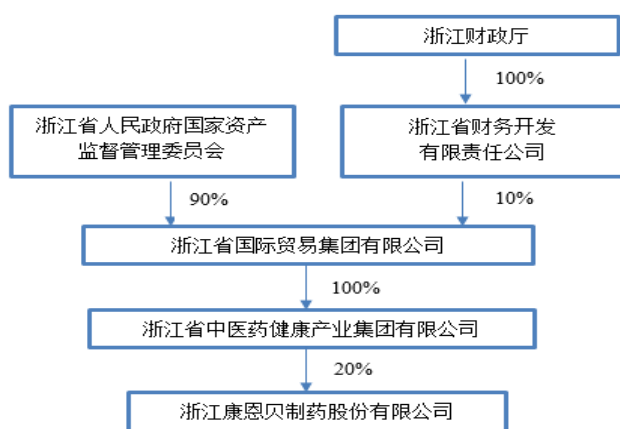 浙江财政厅
100%
浙江省人民政府国家资产
监督管理委员会
浙江省财务开发
有限责任公司
90%
10%
浙江省国际贸易集团有限公司
100%
浙江省中医药健康产业集团有限公司
20%
浙江康恩贝制药股份有限公司